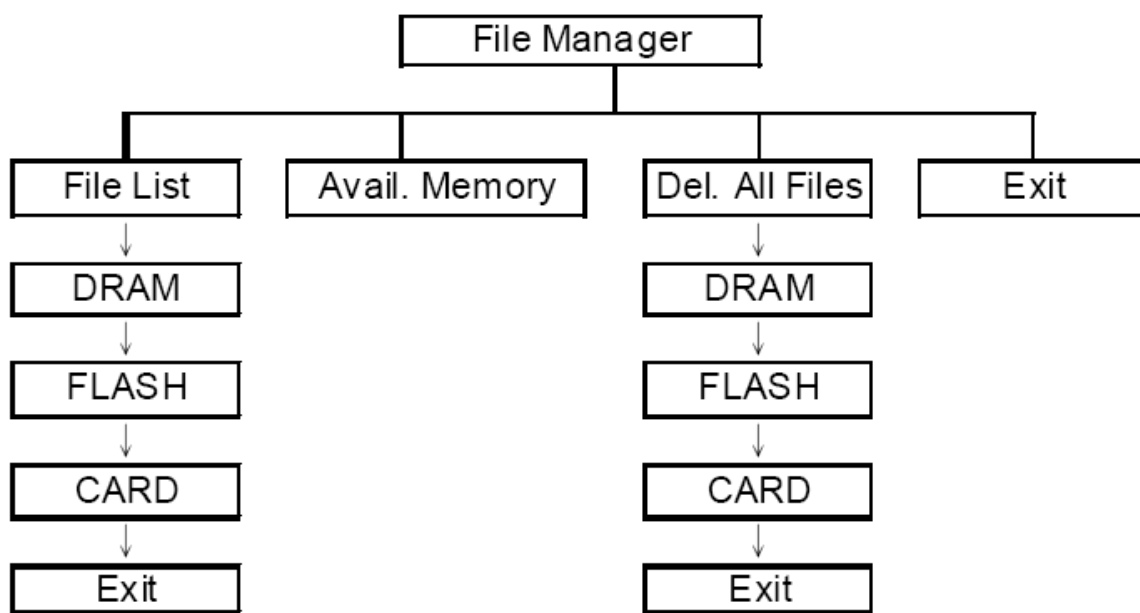 File Manager
File List
Avail. Memory
Del. All Files
Exit
DRAM
DRAM
FLASH
FLASH
CARD
CARD
Exit
Exit